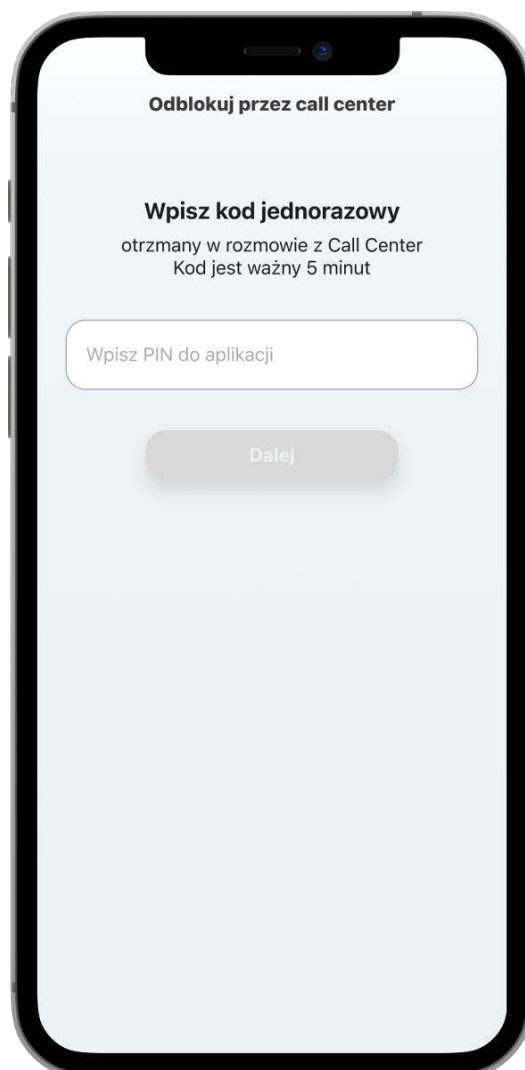 Odblokuj przez call center
Wpisz kod jednorazowy
otrzmany w rozmowie z Call Center
Kod jest ważny 5 minut
Wpisz PIN do aplikacji
Dalej